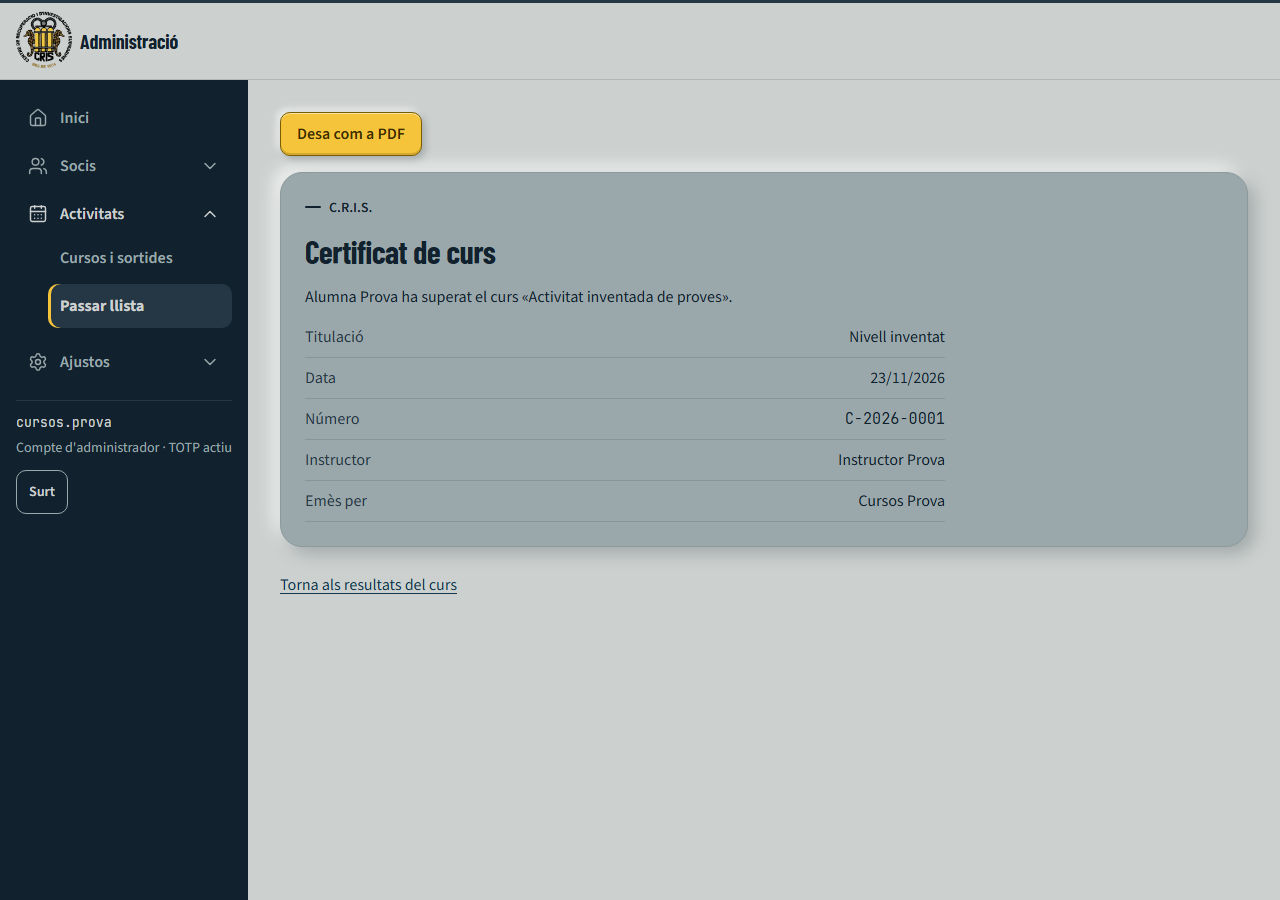 CRIS
Administració
Inici
Socis
Activitats
Cursos i sortides
Passar llista
Ajustos
cursos.prova
Compte d'administrador · TOTP actiu
Surt
Desa com a PDF
C.R.I.S.
Certificat de curs
Alumna Prova ha superat el curs «Activitat inventada de proves».
Titulació Nivell inventat
Data 23/11/2026
Número C-2026-0001
Instructor Instructor Prova
Emès per Cursos Prova
Torna als resultats del curs